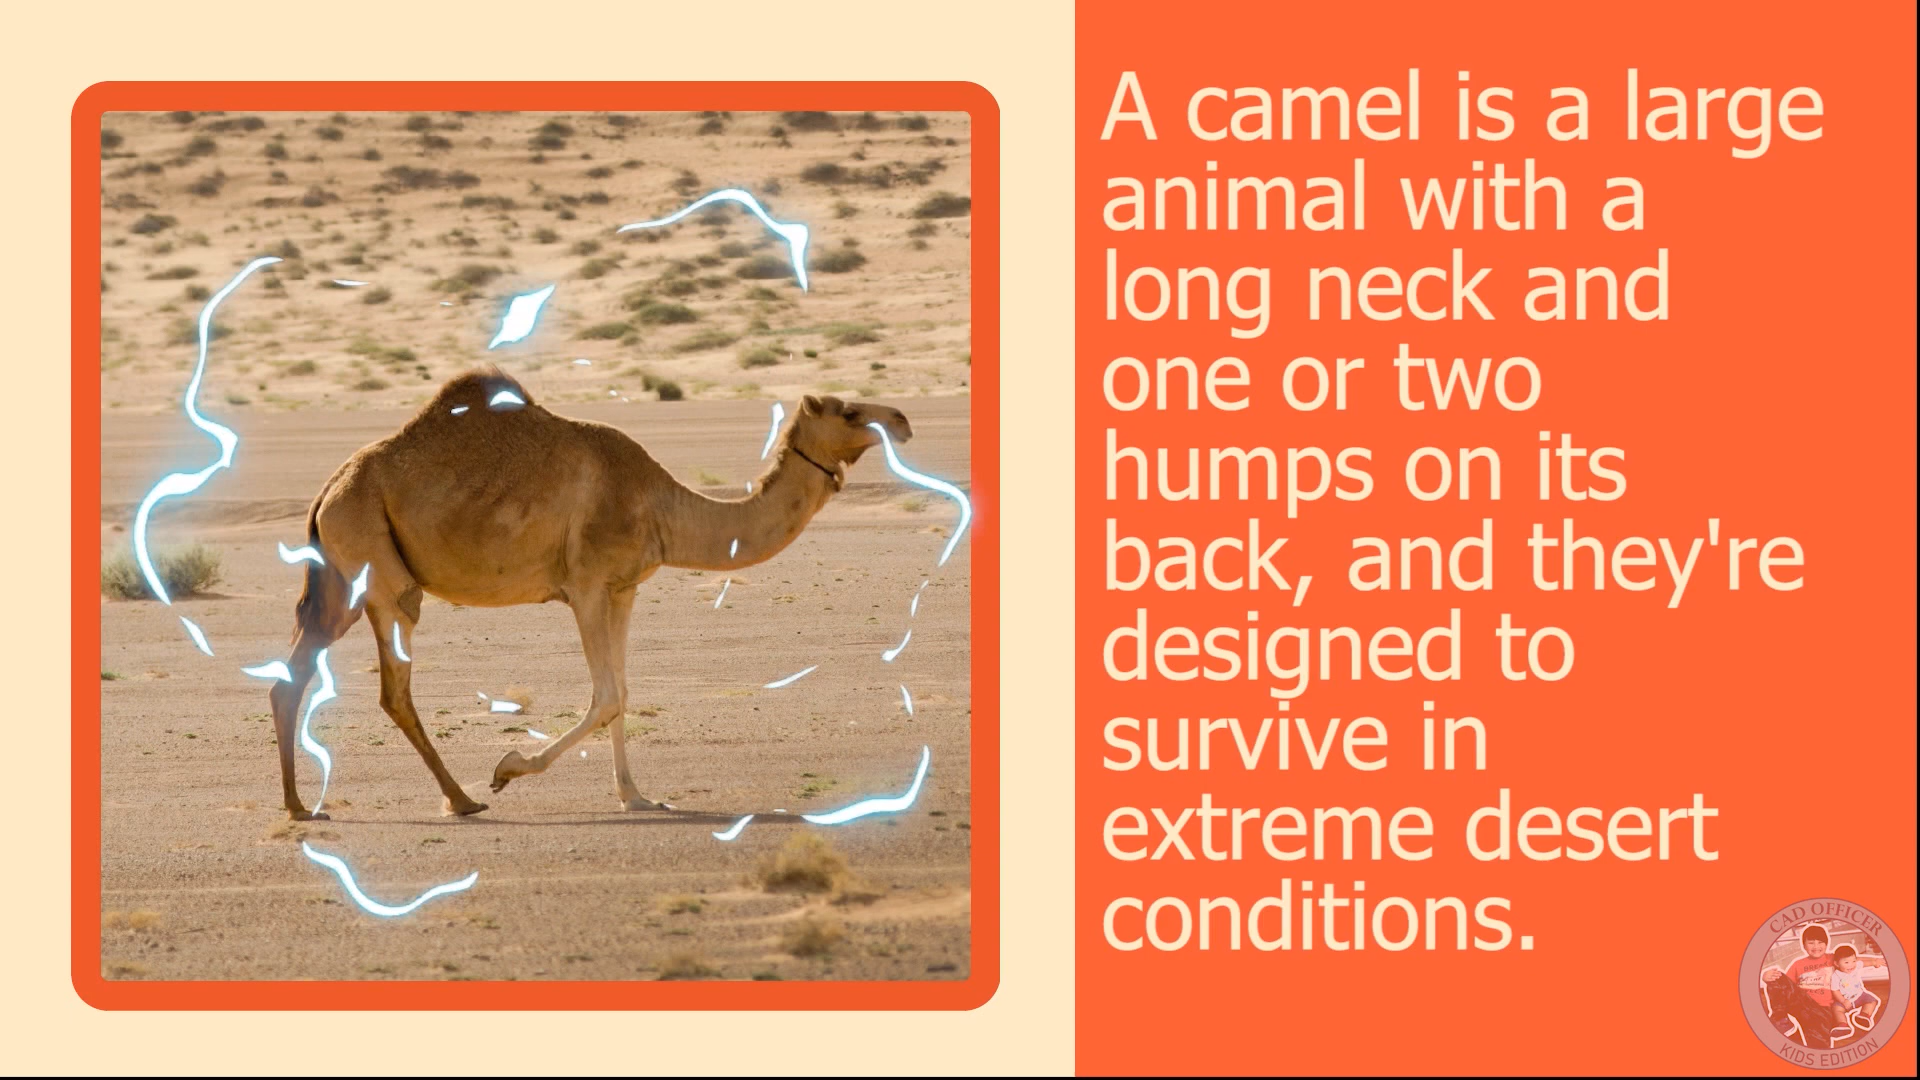 A camel is a large
animal with a
long neck and
one or two
humps on its
back, and they're
designed to
survive in
extreme desert
conditions.
CAD OFFICER
KIDS EDITION